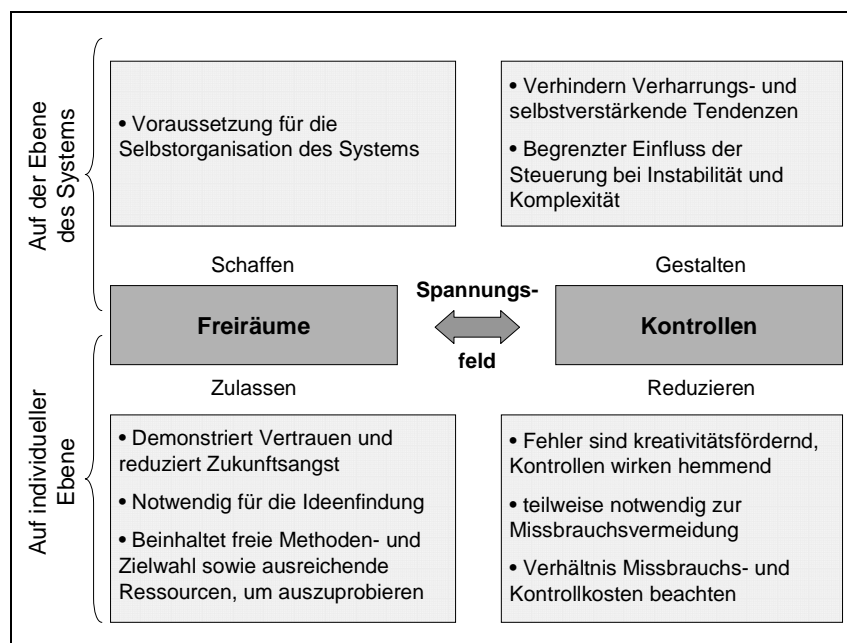 Auf der Ebene
des Systems
• Voraussetzung für die
Selbstorganisation des Systems
• Verhindern Verharrungs- und
selbstverstärkende Tendenzen
• Begrenzter Einfluss der
Steuerung bei Instabilität und
Komplexität
Schaffen
Gestalten
Freiräume
Spannungs-
feld
Kontrollen
Zulassen
Reduzieren
Auf individueller
Ebene
• Demonstriert Vertrauen und
reduziert Zukunftsangst
• Notwendig für die Ideenfindung
• Beinhaltet freie Methoden- und
Zielwahl sowie ausreichende
Ressourcen, um auszuprobieren
• Fehler sind kreativitätsfördernd,
Kontrollen wirken hemmend
• teilweise notwendig zur
Missbrauchsvermeidung
• Verhältnis Missbrauchs- und
Kontrollkosten beachten